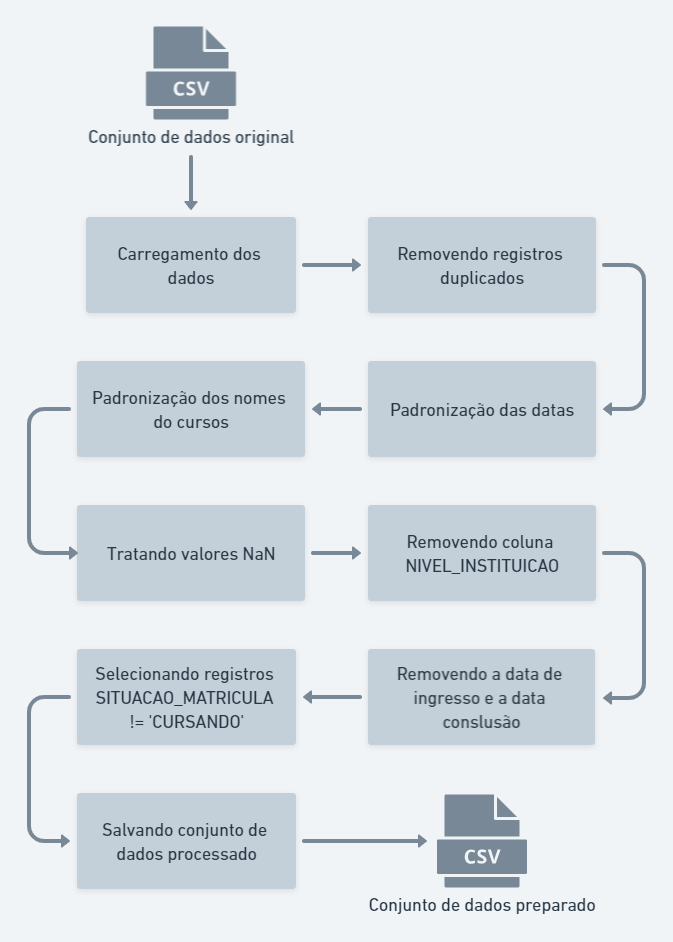 CSV
Conjunto de dados original
Carregamento dos
dados
Removendo registros
duplicados
Padronização das datas
Padronização dos nomes
do cursos
Tratando valores NaN
Removendo coluna
NIVEL_INSTITUICAO
Removendo a data de
ingresso e a data
conslusão
Selecionando registros
SITUACAO_MATRICULA
!= 'CURSANDO'
Salvando conjunto de
dados processado
CSV
Conjunto de dados preparado